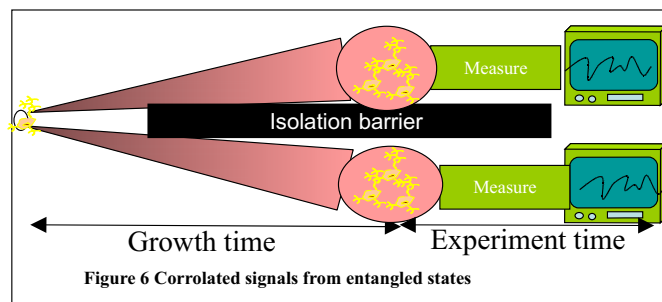 Measure
Isolation barrier
Measure
Growth time
Experiment time
Figure 6 Corrolated signals from entangled states